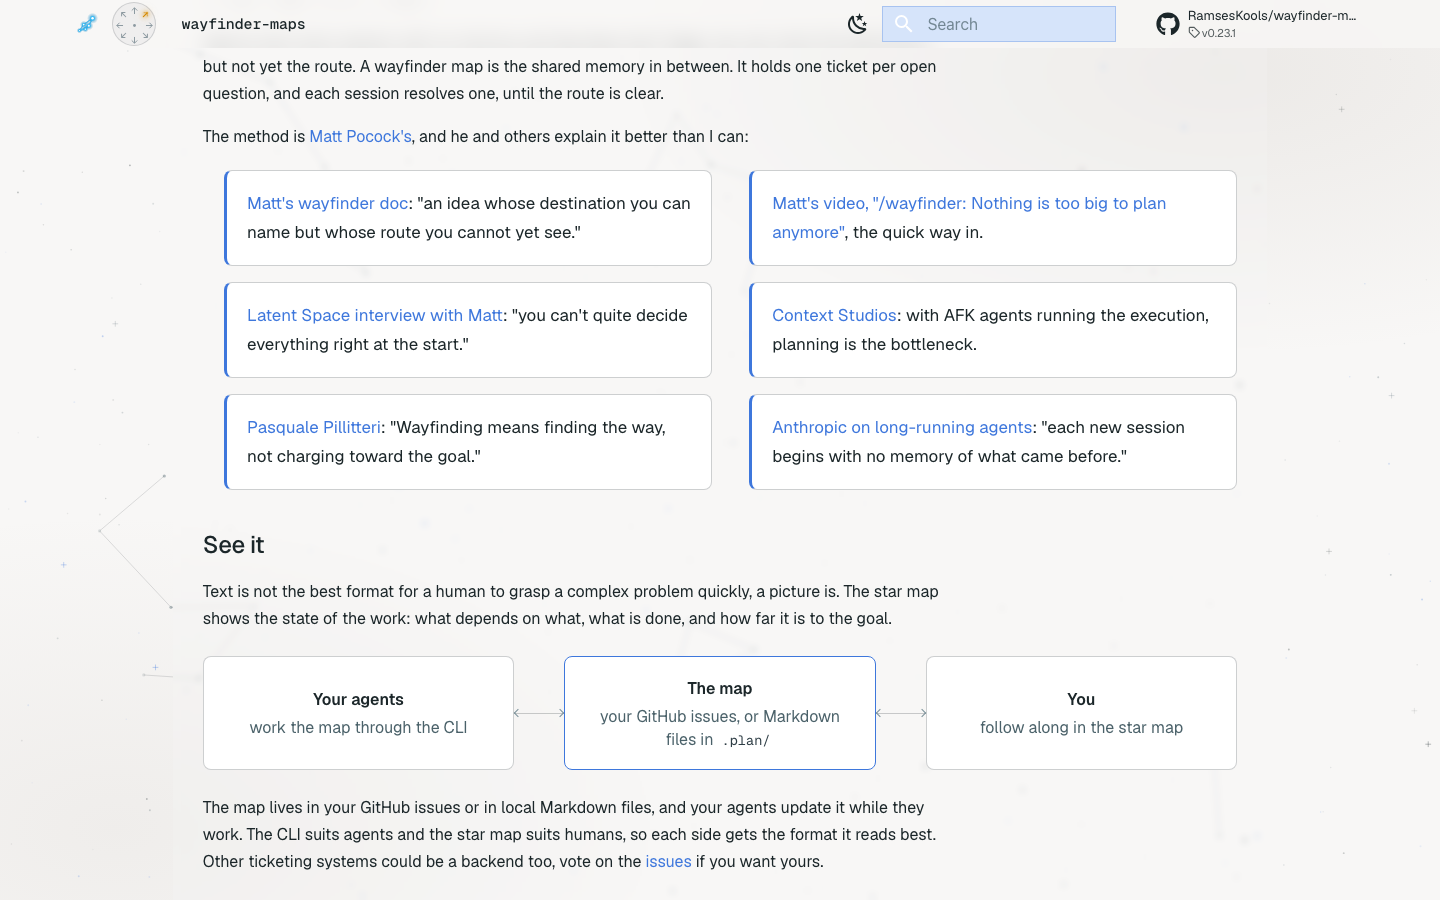 wayfinder-maps
Search
RamsesKools/wayfinder-m...
v0.23.1
but not yet the route. A wayfinder map is the shared memory in between. It holds one ticket per open
question, and each session resolves one, until the route is clear.
The method is Matt Pocock's, and he and others explain it better than I can:
Matt's wayfinder doc: "an idea whose destination you can
name but whose route you cannot yet see."
Matt's video, "/wayfinder: Nothing is too big to plan
anymore", the quick way in.
Latent Space interview with Matt: "you can't quite decide
everything right at the start."
Context Studios: with AFK agents running the execution,
planning is the bottleneck.
Pasquale Pillitteri: "Wayfinding means finding the way,
not charging toward the goal."
Anthropic on long-running agents: "each new session
begins with no memory of what came before."
See it
Text is not the best format for a human to grasp a complex problem quickly, a picture is. The star map
shows the state of the work: what depends on what, what is done, and how far it is to the goal.
Your agents
work the map through the CLI
The map
your GitHub issues, or Markdown
files in .plan/
You
follow along in the star map
The map lives in your GitHub issues or in local Markdown files, and your agents update it while they
work. The CLI suits agents and the star map suits humans, so each side gets the format it reads best.
Other ticketing systems could be a backend too, vote on the issues if you want yours.